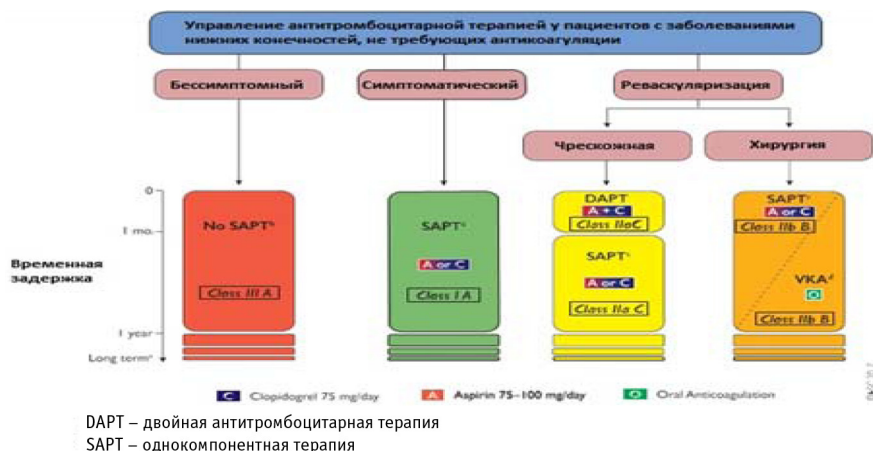 Управление антитромбоцитарной терапией у пациентов с заболеваниями
нижних конечностей, не требующих антикоагуляции
Бессимптомный
Симптоматический
Реваскуляризация
Чрескожная
Хирургия
Временная
задержка
0
1 mo.
1 year
Long term
No SAPT
Class III A
SAPT
A or C
Class I A
DAPT
A + C
Class IIa C
SAPT
A or C
Class IIa C
SAPT
A or C
Class IIb B
VKA
O
Class IIb B
C Clopidogrel 75 mg/day
A Aspirin 75–100 mg/day
O Oral Anticoagulation
DAPT – двойная антитромбоцитарная терапия
SAPT – однокомпонентная терапия